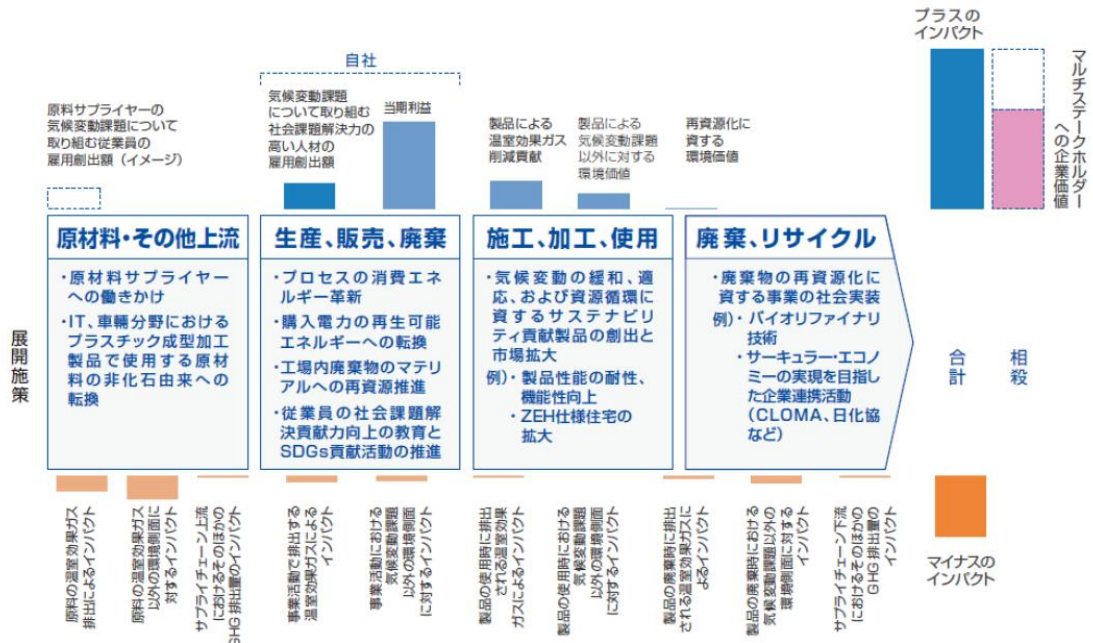 プラスの
インパクト
マルチステークホルダー
への企業価値
自社
原料サプライヤーの
気候変動課題について
取り組む従業員の
雇用創出額（イメージ）
気候変動課題
について取り組む
社会課題解決力の
高い人材の
雇用創出額
当期利益
製品による
温室効果ガス
削減貢献
製品による
気候変動課題
以外に対する
環境価値
再資源化に
資する
環境価値
展開施策
原材料・その他上流
・原材料サプライヤー
への働きかけ
・IT、車輛分野における
プラスチック成型加工
製品で使用する原材
料の非化石由来への
転換
生産、販売、廃棄
・プロセスの消費エネ
ルギー革新
・購入電力の再生可能
エネルギーへの転換
・工場内廃棄物のマテ
リアルへの再資源推進
・従業員の社会課題解
決貢献力向上の教育と
SDGs貢献活動の推進
施工、加工、使用
・気候変動の緩和、適
応、および資源循環に
資するサステナビリ
ティ貢献製品の創出と
市場拡大
例）・製品性能の耐性、
機能性向上
・ZEH仕様住宅の
拡大
廃棄、リサイクル
・廃棄物の再資源化に
資する事業の社会実装
例）・バイオリファイナリ
技術
・サーキュラー・エコノ
ミーの実現を目指し
た企業連携活動
（CLOMA、日化協
など）
合計
相殺
原料の温室効果ガス
排出によるインパクト
原料の温室効果ガス
以外の環境側面に
対するインパクト
サプライチェーン上流
におけるそのほかの
GHG排出量のインパクト
事業活動で排出する
温室効果ガスによる
インパクト
事業活動における
気候変動課題
以外の環境側面
に対するインパクト
製品の使用時に排出
される温室効果
ガスによるインパクト
製品の使用時における
気候変動課題
以外の環境側面
に対するインパクト
製品の廃棄時に排出
される温室効果ガスに
よるインパクト
製品の廃棄時における
気候変動課題以外の
環境側面に対する
インパクト
サプライチェーン下流
におけるそのほかの
GHG排出量の
インパクト
マイナスの
インパクト